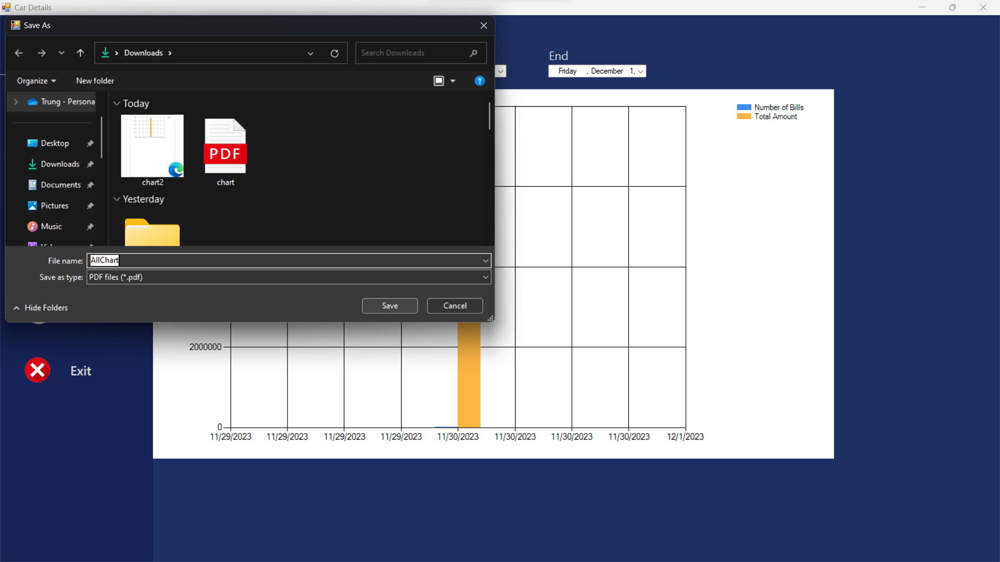 Car Details
Save As
Downloads
Search Downloads
Organize
New folder
Trung - Persona
Desktop
Downloads
Documents
Pictures
Music
Today
PDF
chart2
chart
Yesterday
File name: AllChart
Save as type: PDF files (*.pdf)
Hide Folders
Save
Cancel
End
Friday , December 1,
Number of Bills
Total Amount
2000000
0
11/29/2023 11/29/2023 11/29/2023 11/29/2023 11/30/2023 11/30/2023 11/30/2023 11/30/2023 12/1/2023
Exit